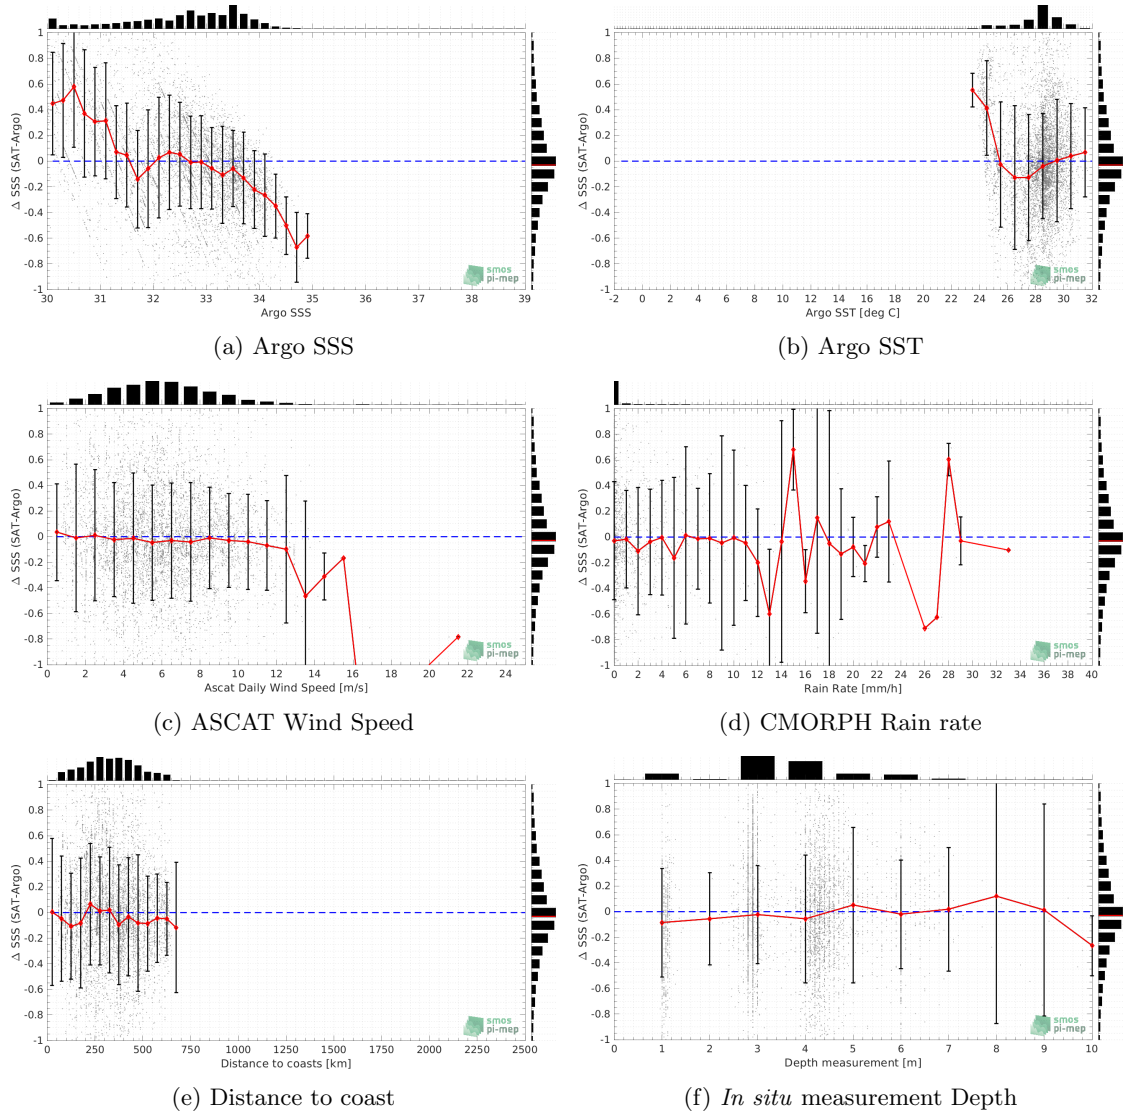 1
0.8
0.6
0.4
0.2
0
-0.2
-0.4
-0.6
-0.8
-1
Δ SSS (SAT-Argo)
30 31 32 33 34 35 36 37 38 39
Argo SSS
smos
pi-mep
(a) Argo SSS
1
0.8
0.6
0.4
0.2
0
-0.2
-0.4
-0.6
-0.8
-1
Δ SSS (SAT-Argo)
-2 0 2 4 6 8 10 12 14 16 18 20 22 24 26 28 30 32
Argo SST [deg C]
smos
pi-mep
(b) Argo SST
1
0.8
0.6
0.4
0.2
0
-0.2
-0.4
-0.6
-0.8
-1
Δ SSS (SAT-Argo)
0 2 4 6 8 10 12 14 16 18 20 22 24
Ascat Daily Wind Speed [m/s]
smos
pi-mep
(c) ASCAT Wind Speed
1
0.8
0.6
0.4
0.2
0
-0.2
-0.4
-0.6
-0.8
-1
Δ SSS (SAT-Argo)
0 2 4 6 8 10 12 14 16 18 20 22 24 26 28 30 32 34 36 38 40
Rain Rate [mm/h]
smos
pi-mep
(d) CMORPH Rain rate
1
0.8
0.6
0.4
0.2
0
-0.2
-0.4
-0.6
-0.8
-1
Δ SSS (SAT-Argo)
0 250 500 750 1000 1250 1500 1750 2000 2250 2500
Distance to coasts [km]
smos
pi-mep
(e) Distance to coast
1
0.8
0.6
0.4
0.2
0
-0.2
-0.4
-0.6
-0.8
-1
Δ SSS (SAT-Argo)
0 1 2 3 4 5 6 7 8 9 10
Depth measurement [m]
smos
pi-mep
(f) In situ measurement Depth